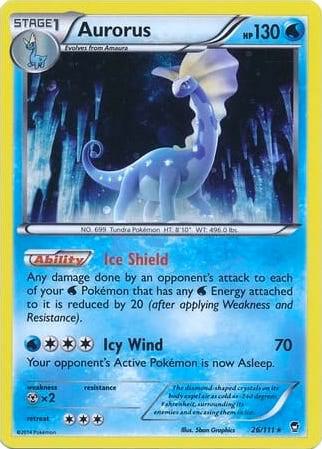 STAGE1
Aurorus
HP 130
Evolves from Amaura
NO. 699 Tundra Pokémon HT: 8'10" WT: 496.0 lbs.
Ability Ice Shield
Any damage done by an opponent's attack to each
of your Pokémon that has any Energy attached
to it is reduced by 20 (after applying Weakness and
Resistance).
Icy Wind 70
Your opponent's Active Pokémon is now Asleep.
weakness resistance
×2
retreat
The diamond-shaped crystals on
its body expel air as cold as -240 degrees
Fahrenheit, surrounding its
enemies and encasing them in ice.
©2014 Pokémon
Illus. 5ban Graphics
26/111